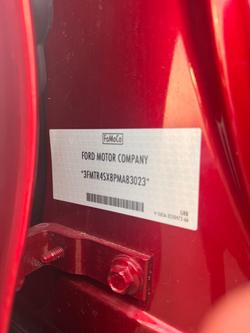 FoMoCo
FORD MOTOR COMPANY
*3FMTR4SX8PMA83023*